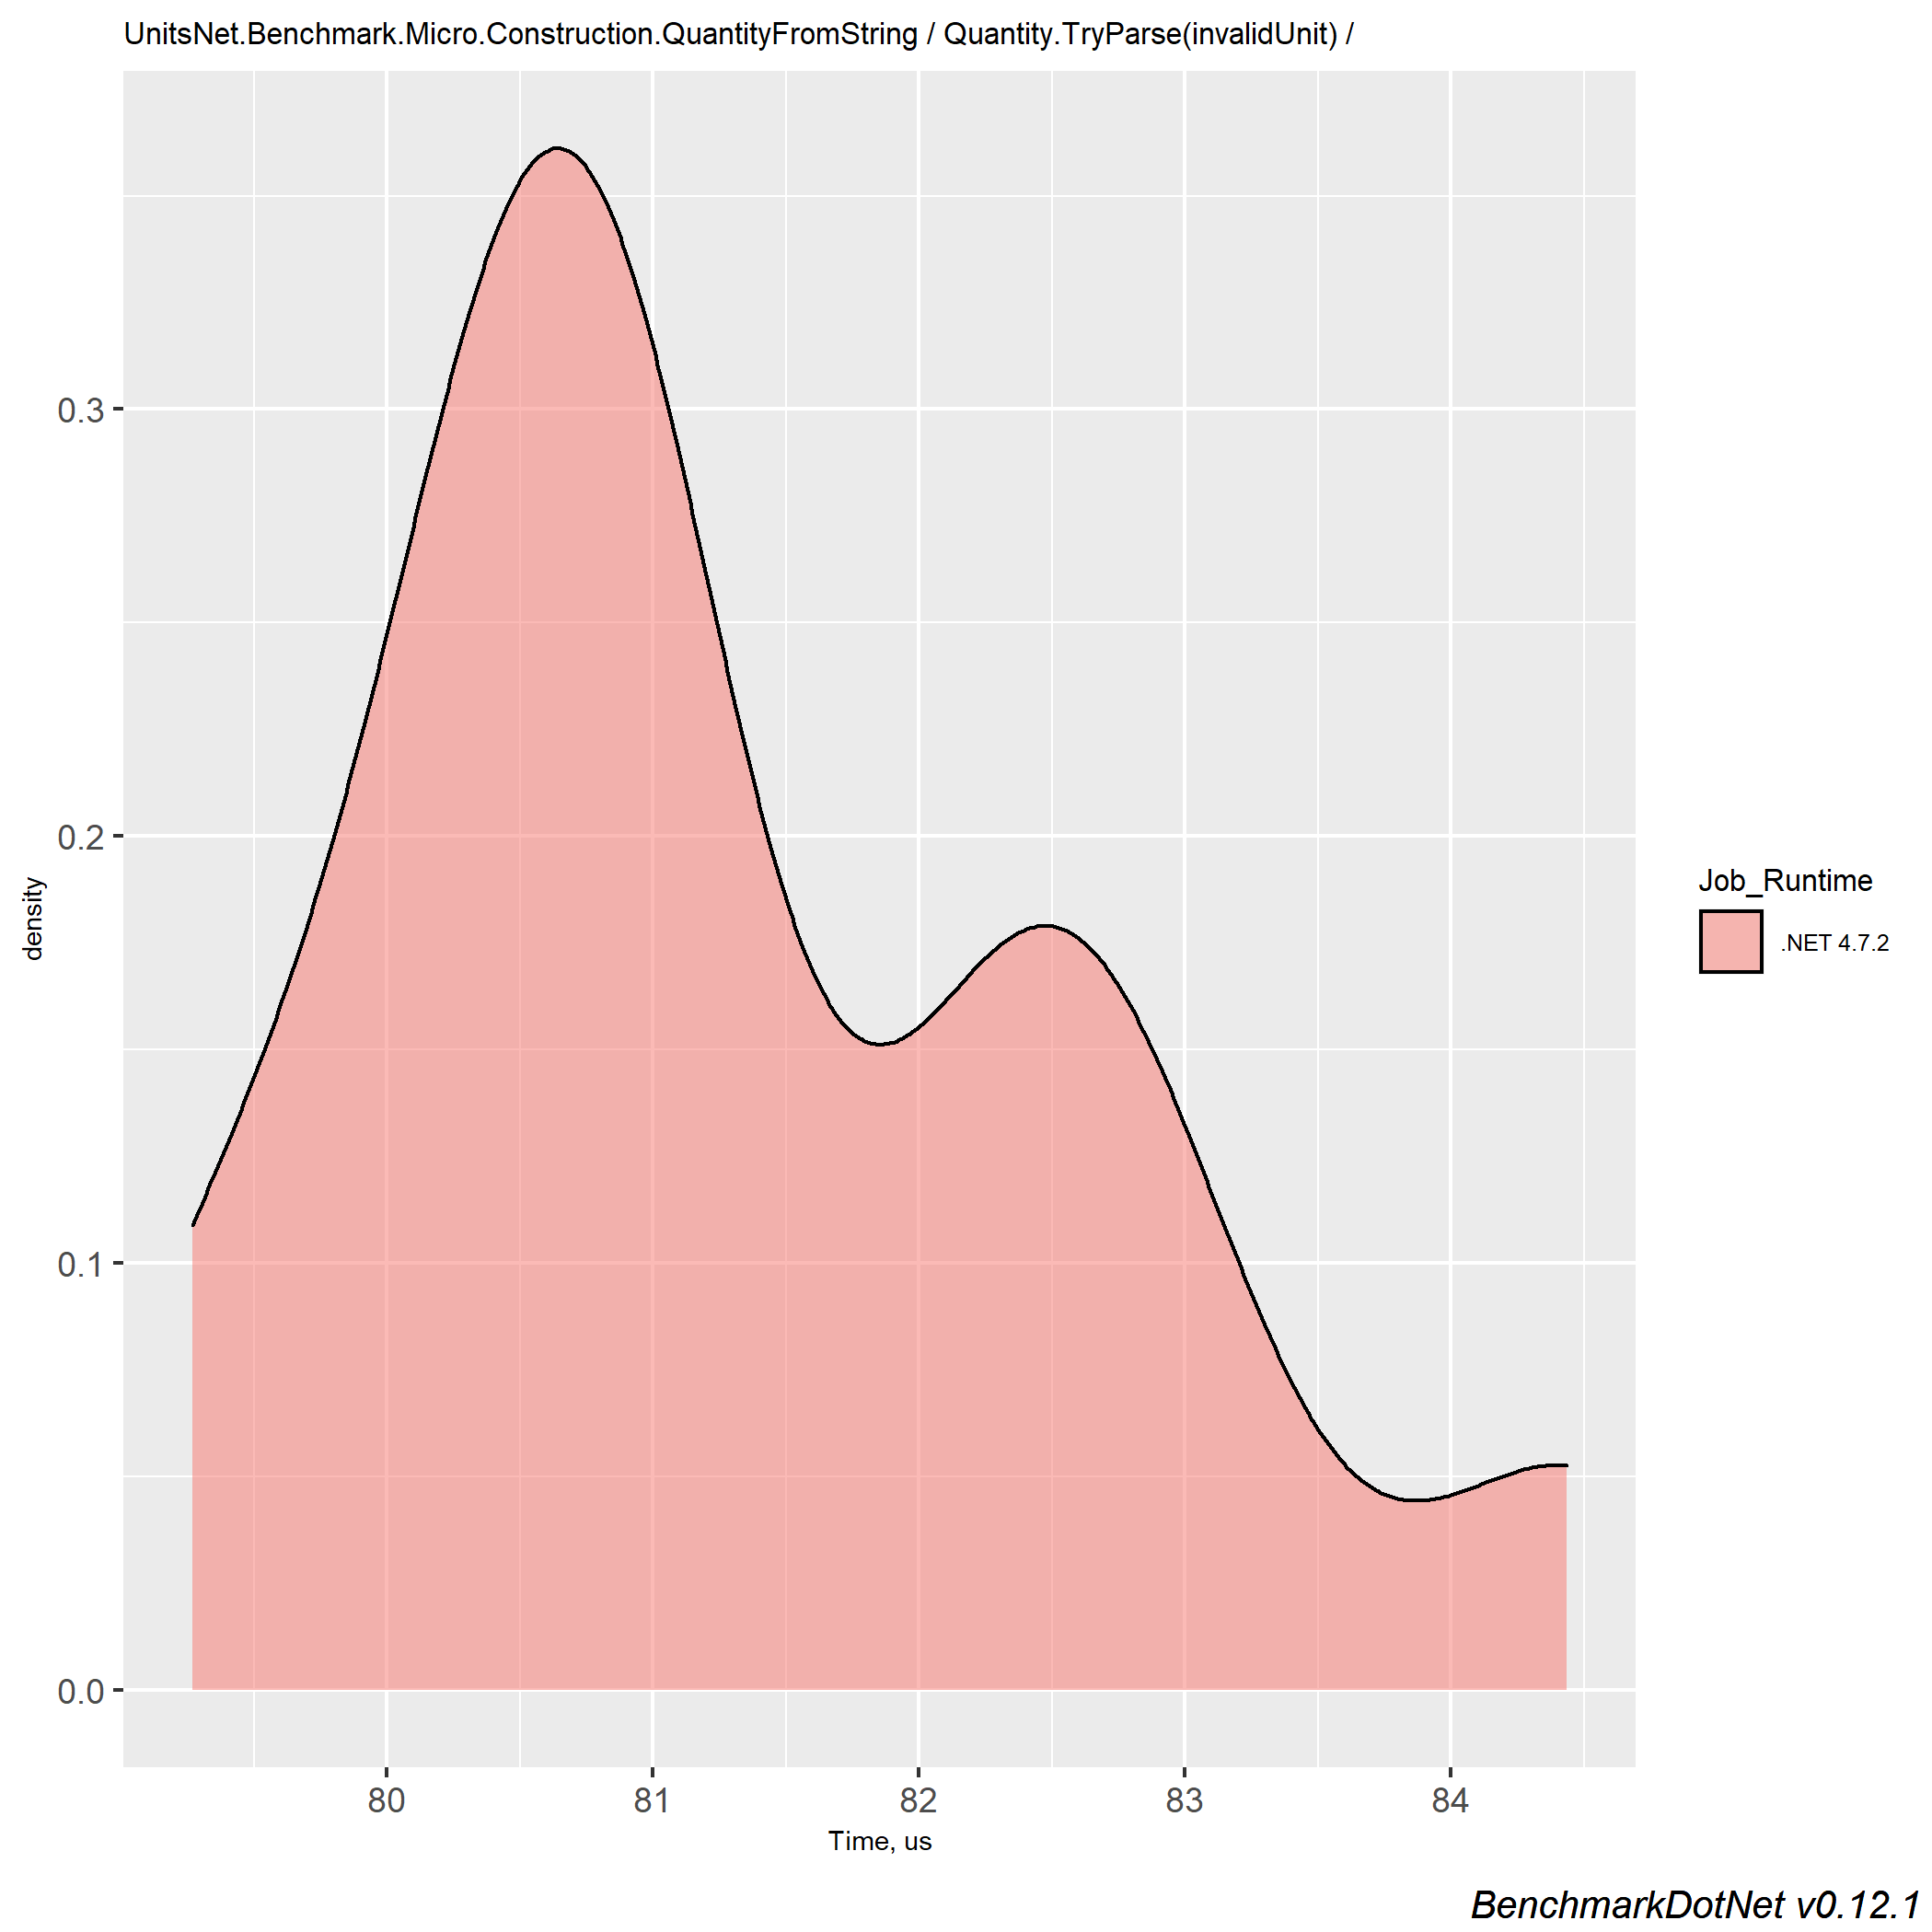 UnitsNet.Benchmark.Micro.Construction.QuantityFromString / Quantity.TryParse(invalidUnit) /
0.3
0.2
0.1
0.0
density
80 81 82 83 84
Time, us
Job_Runtime
.NET 4.7.2
BenchmarkDotNet v0.12.1